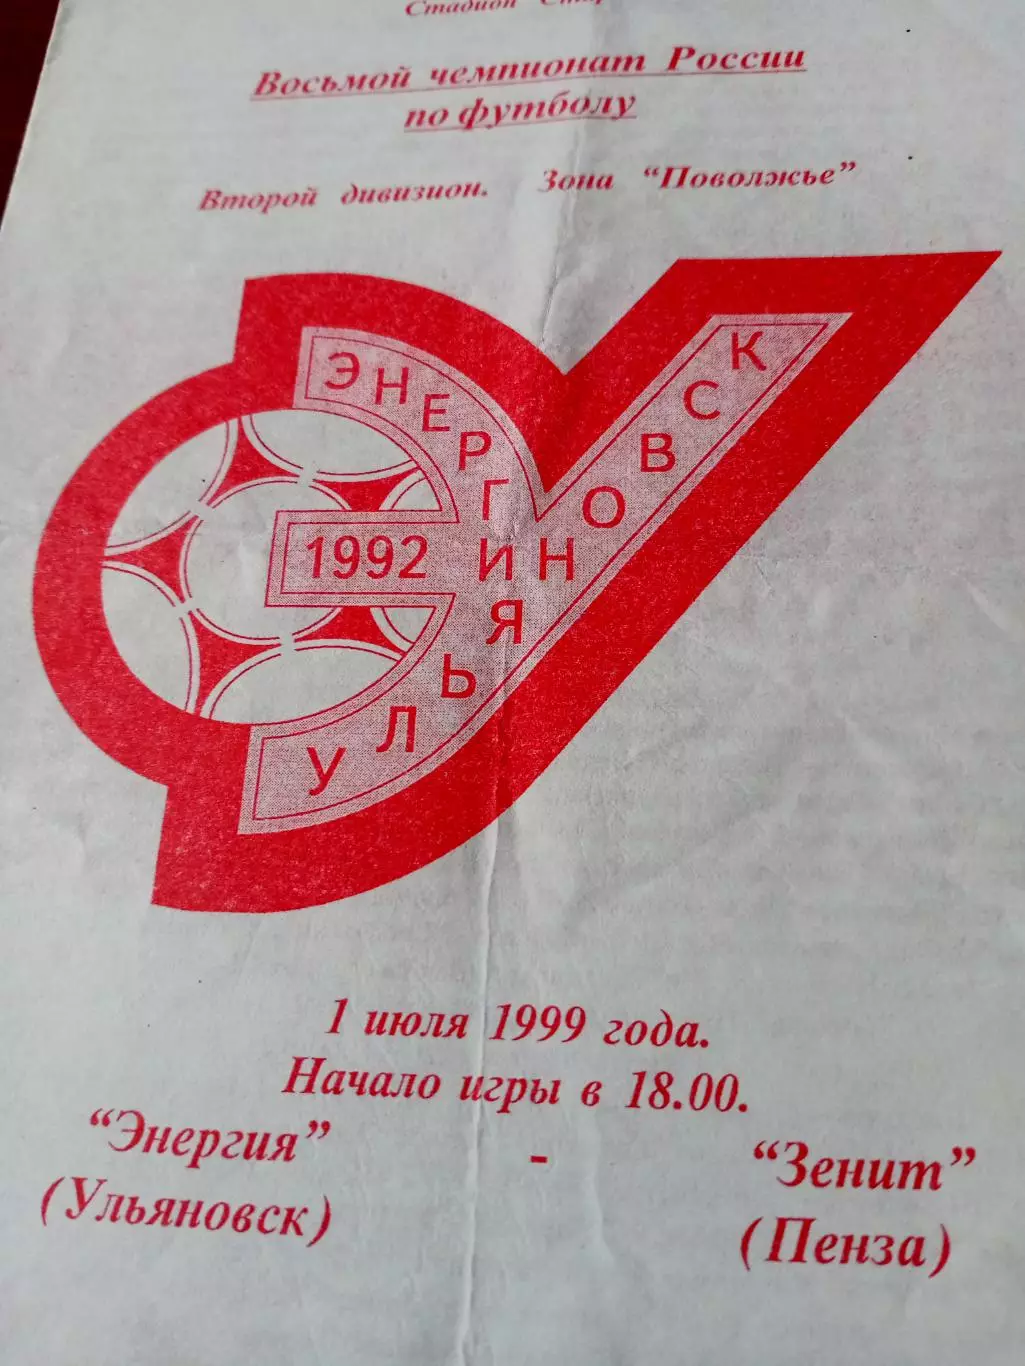 Стадион
Восьмой чемпионат России
по футболу
Второй дивизион. Зона "Поволжье"
ЭНЕРГИЯ
1992
УЛЬЯНОВСК
1 июля 1999 года.
Начало игры в 18.00.
"Энергия" - "Зенит"
(Ульяновск) (Пенза)